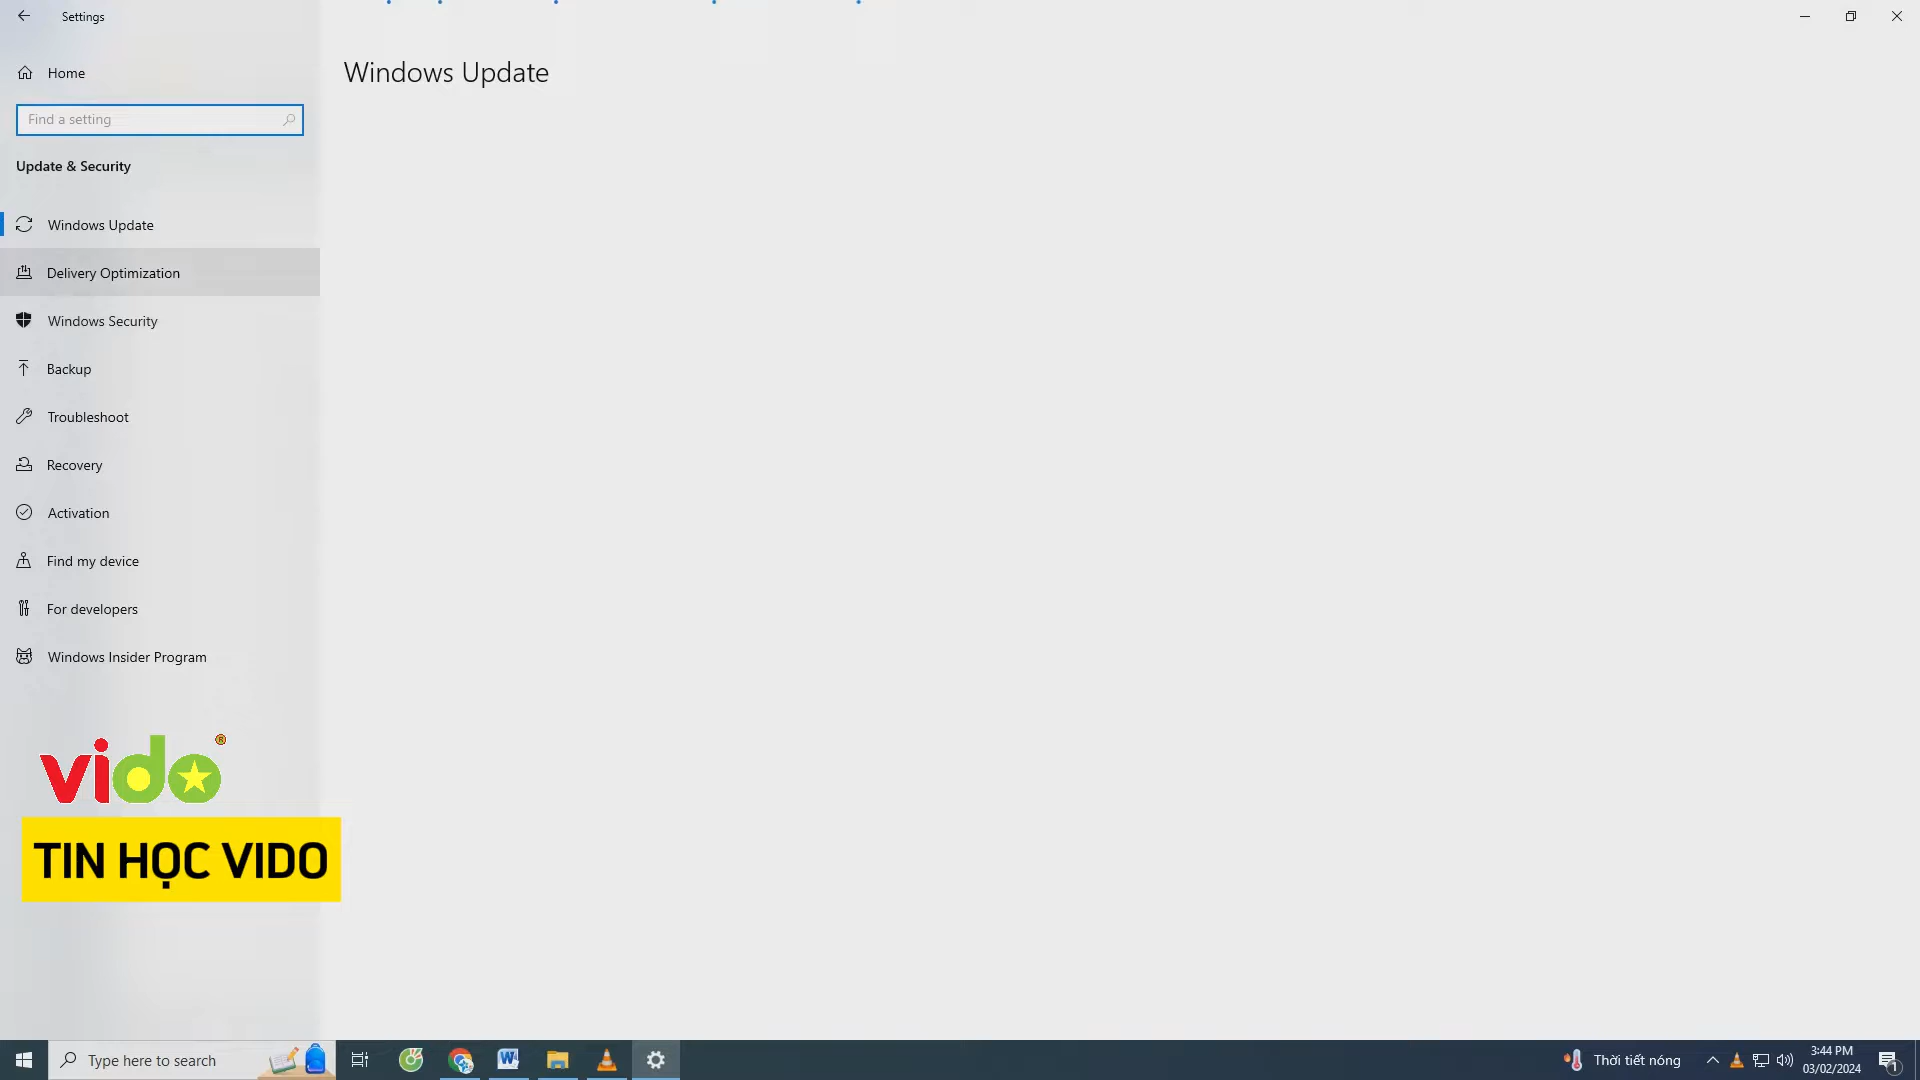 Settings
Home
Windows Update
Find a setting
Update & Security
Windows Update
Delivery Optimization
Windows Security
Backup
Troubleshoot
Recovery
Activation
Find my device
For developers
Windows Insider Program
vido ®
TIN HỌC VIDO
Type here to search
Thời tiết nóng
3:44 PM
03/02/2024
1